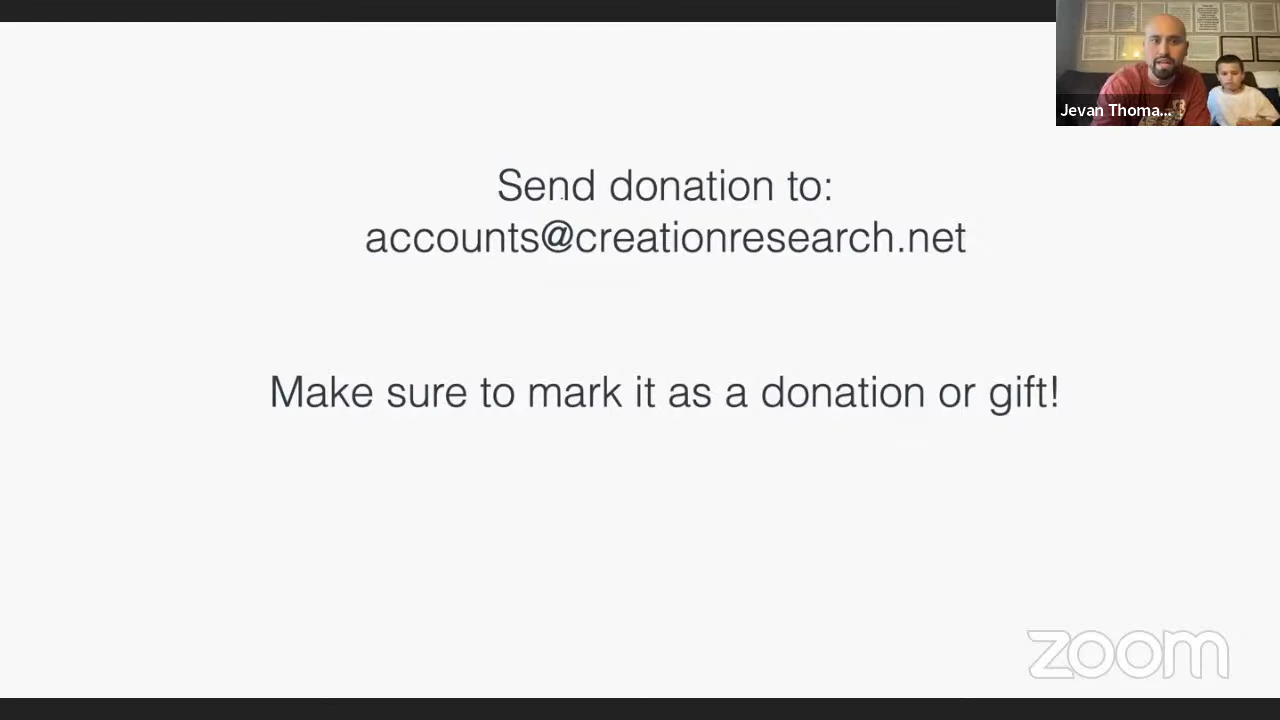 Jevan Thoma...
Send donation to:
accounts@creationresearch.net
Make sure to mark it as a donation or gift!
zoom